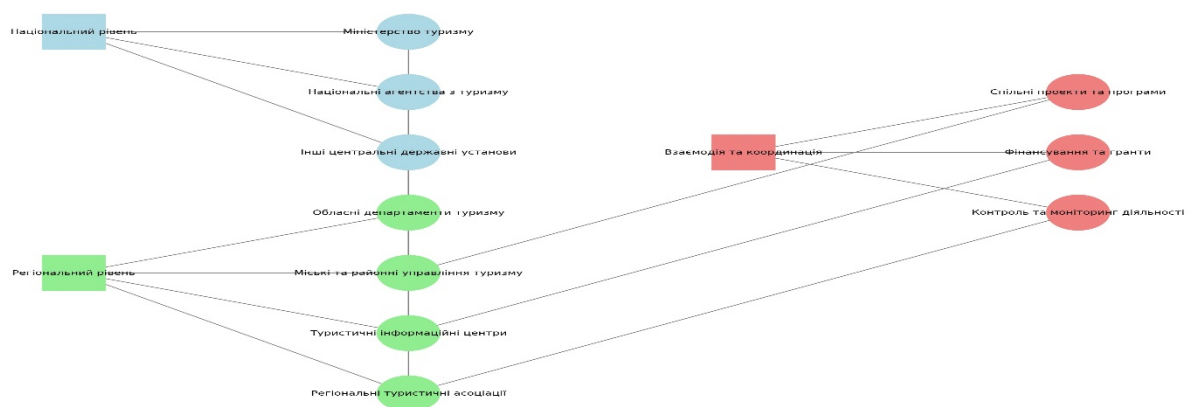 Національний рівень
Міністерство туризму
Національні агентства з туризму
Спільні проекти та програми
Інші центральні державні установи
Взаємодія та координація
Фінансування та гранти
Обласні департаменти туризму
Контроль та моніторинг діяльності
Регіональний рівень
Міські та районні управління туризму
Туристичні інформаційні центри
Регіональні туристичні асоціації